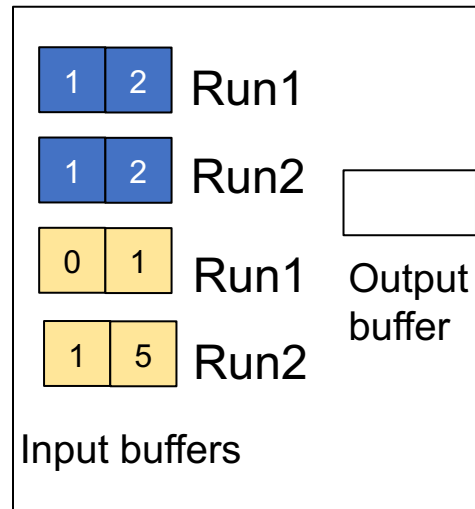 1 2 Run1
1 2 Run2
0 1 Run1
Output
buffer
1 5 Run2
Input buffers